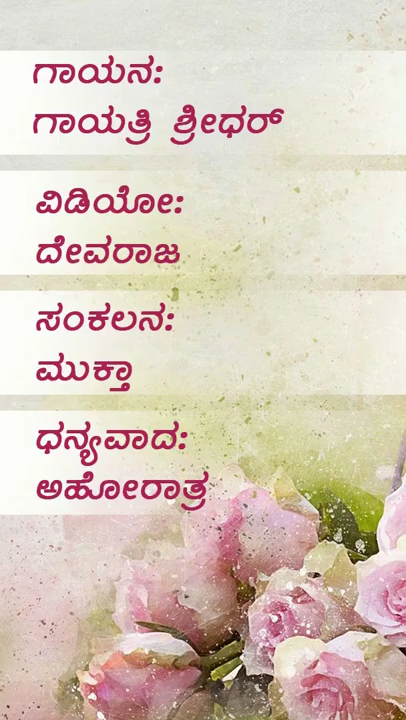 ಗಾಯನ:
ಗಾಯತ್ರಿ ಶ್ರೀಧರ್
ವಿಡಿಯೋ:
ದೇವರಾಜ
ಸಂಕಲನ:
ಮುಕ್ತಾ
ಧನ್ಯವಾದ:
ಅಹೋರಾತ್ರ